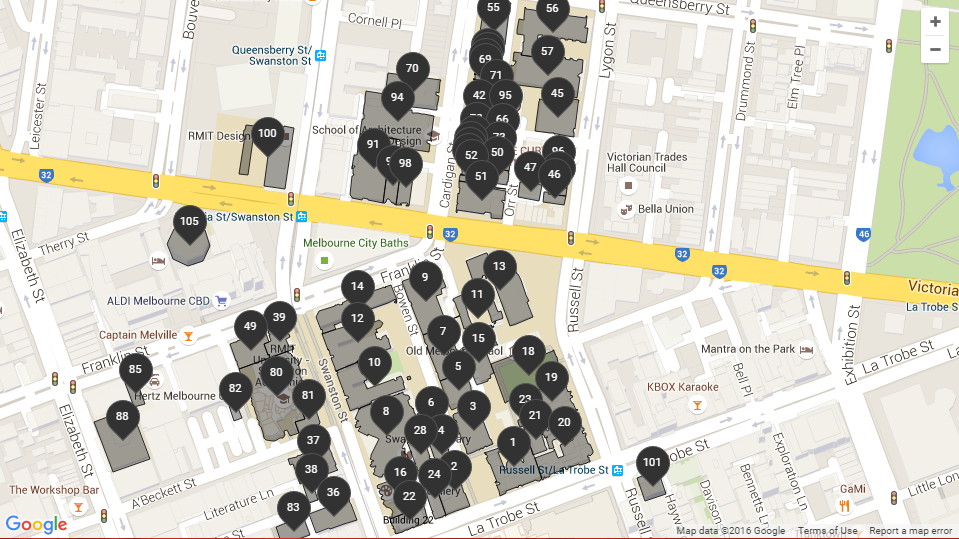 55
56
Queensberry St
Cornell Pl
Bouve
Queensberry St/
Swanston St
57
69
70
71
Lygon St
Drummond St
Elm Tree Pl
Leicester St
94
42
95
45
66
RMIT Design
100
School of Architecture
Design
91
98
52
50
CUR
96
47
46
51
Victorian Trades
Hall Council
Bella Union
Cardigan St
Orr St
32
105
ia St/Swanston St
Therry St
Melbourne City Baths
32
32
32
46
Elizabeth St
Victoria
La Trobe S
ALDI Melbourne CBD
Franklin St
14
9
13
11
Bowen St
Russell St
Captain Melville
Franklin St
49
39
12
7
15
18
Old Me
ol
RMIT
University -
80
10
5
19
Mantra on the Park
La Trobe St
La Trobe St
Exhibition St
85
Hertz Melbourne C
82
81
Swanston St
KBOX Karaoke
Bell Pl
88
8
6
3
23
21
20
28
4
Swa
ery
1
37
38
16
24
2
Russell St/La Trobe St
101
obe St
Elizabeth St
The Workshop Bar
A'Beckett St
Literature Ln
36
83
22
Building 22
La Trobe St
Russell
Hayw
Davison
Bennetts L
Exploration Ln
GaMi
Little Lon
Google
Map data ©2016 Google
Terms of Use
Report a map error